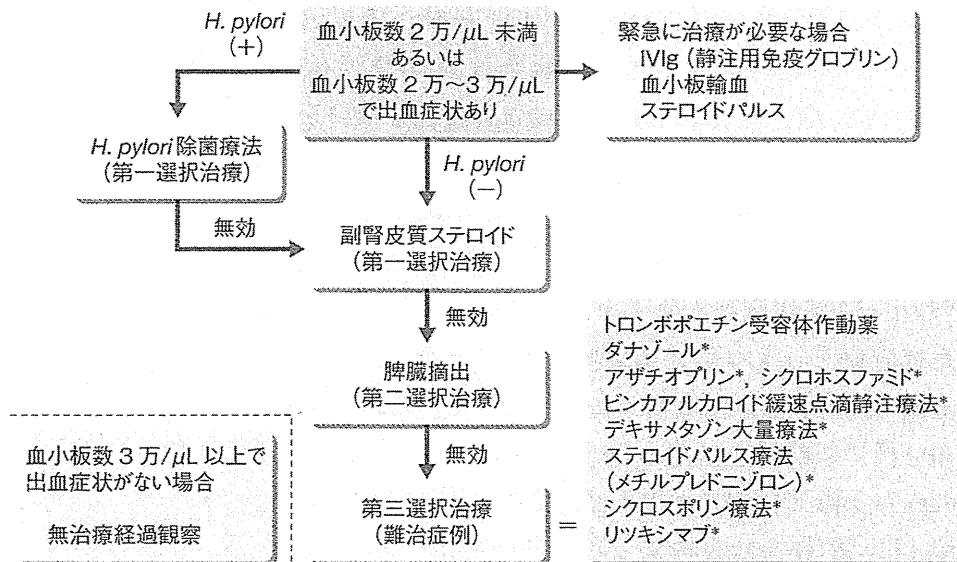 H. pylori
(+)
血小板数 2 万/μL 未満
あるいは
血小板数 2 万～3 万/μL
で出血症状あり
緊急に治療が必要な場合
IVIg（静注用免疫グロブリン）
血小板輸血
ステロイドパルス
H. pylori 除菌療法
（第一選択治療）
H. pylori
(−)
無効
副腎皮質ステロイド
（第一選択治療）
無効
脾臓摘出
（第二選択治療）
無効
第三選択治療
（難治症例）
=
トロンボポエチン受容体作動薬
ダナゾール*
アザチオプリン*, シクロホスファミド*
ビンカアルカロイド緩速点滴静注療法*
デキサメタゾン大量療法*
ステロイドパルス療法
(メチルプレドニゾロン)*
シクロスポリン療法*
リツキシマブ*
血小板数 3 万/μL 以上で
出血症状がない場合
無治療経過観察